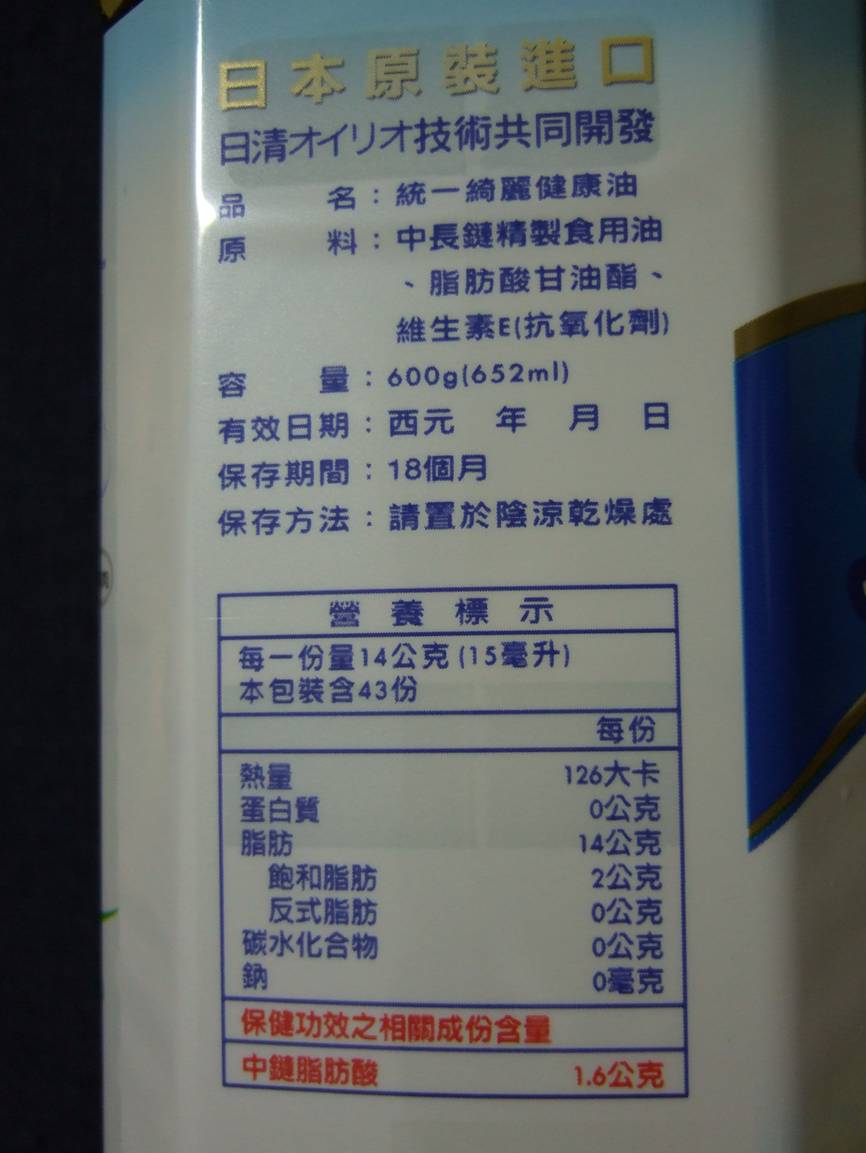 日本原裝進口
日清オイリオ技術共同開發
品名：統一綺麗健康油
原料：中長鏈精製食用油
、脂肪酸甘油酯、
維生素E(抗氧化劑)
容量：600g(652ml)
有效日期：西元 年 月 日
保存期間：18個月
保存方法：請置於陰涼乾燥處
營養標示
每一份量14公克(15毫升)
本包裝含43份
每份
熱量 126大卡
蛋白質 0公克
脂肪 14公克
飽和脂肪 2公克
反式脂肪 0公克
碳水化合物 0公克
鈉 0毫克
保健功效之相關成份含量
中鏈脂肪酸 1.6公克